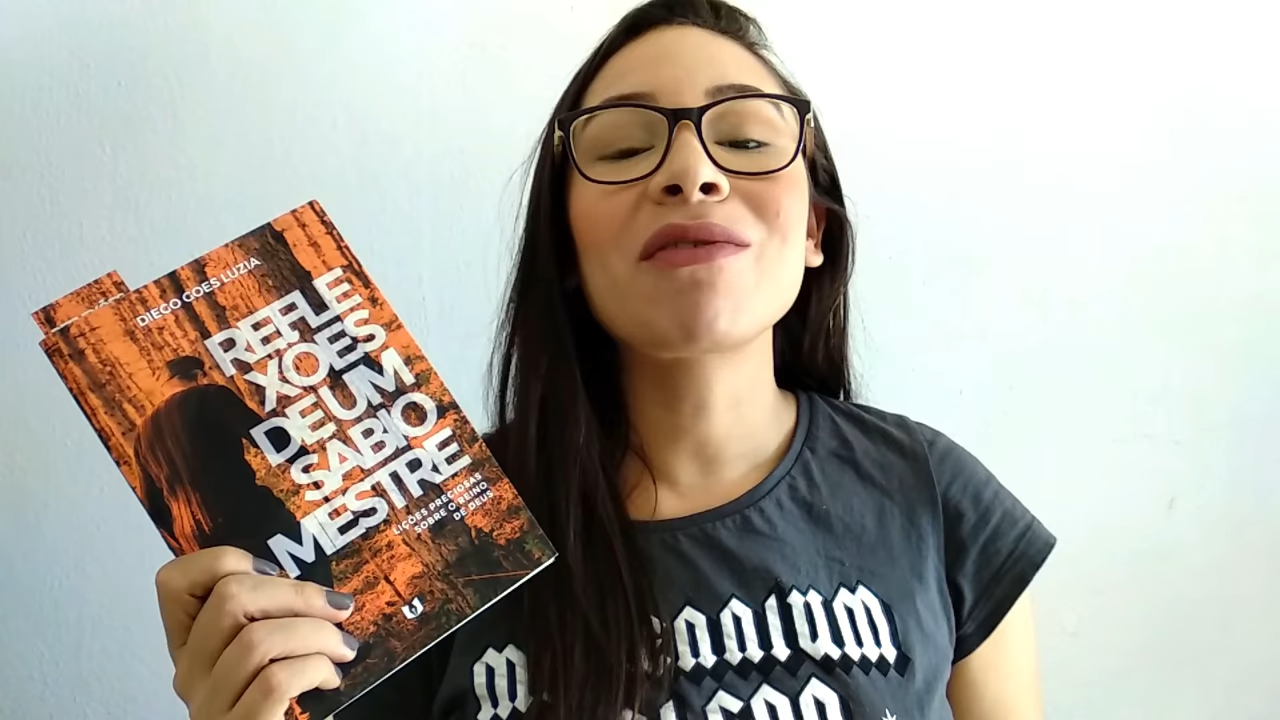 DIEGO GOES LUZIA
REFLE
XOES
DE UM
SABIO
MESTRE
LIÇÕES PRECIOSAS
SOBRE O REINO
DE DEUS